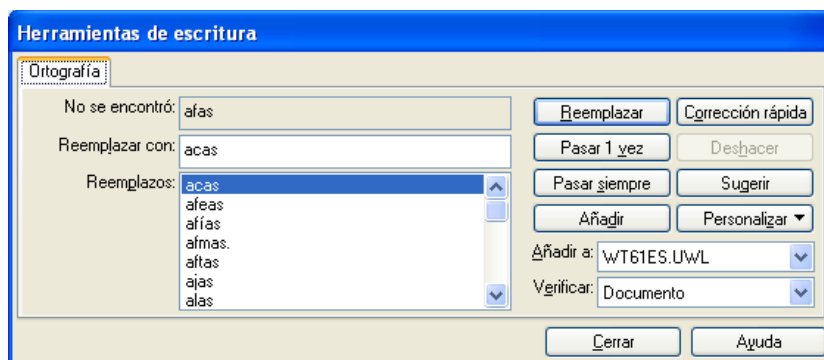 Herramientas de escritura
Ortografía
No se encontró: afas
Reemplazar con: acas
Reemplazos: acas
afeas
afías
afmas.
aftas
ajas
alas
Reemplazar Corrección rápida
Pasar 1 vez Deshacer
Pasar siempre Sugerir
Añadir Personalizar
Añadir a: WT61ES.UWL
Verificar: Documento
Cerrar Ayuda